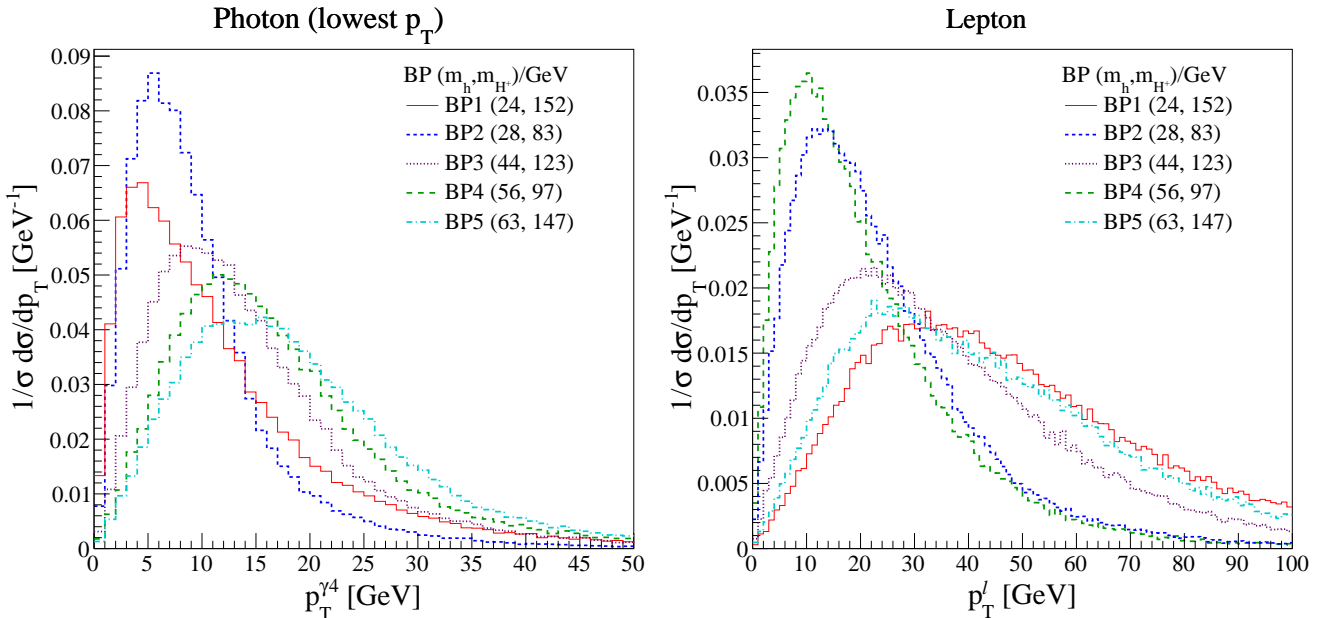 Photon (lowest p_T)
1/σ dσ/dp_T [GeV⁻¹]
0.09
0.08
0.07
0.06
0.05
0.04
0.03
0.02
0.01
0
BP (m_h,m_H⁺)/GeV
BP1 (24, 152)
BP2 (28, 83)
BP3 (44, 123)
BP4 (56, 97)
BP5 (63, 147)
0 5 10 15 20 25 30 35 40 45 50
p_T^γ4 [GeV]
Lepton
1/σ dσ/dp_T [GeV⁻¹]
0.035
0.03
0.025
0.02
0.015
0.01
0.005
0
BP (m_h,m_H⁺)/GeV
BP1 (24, 152)
BP2 (28, 83)
BP3 (44, 123)
BP4 (56, 97)
BP5 (63, 147)
0 10 20 30 40 50 60 70 80 90 100
p_T^l [GeV]